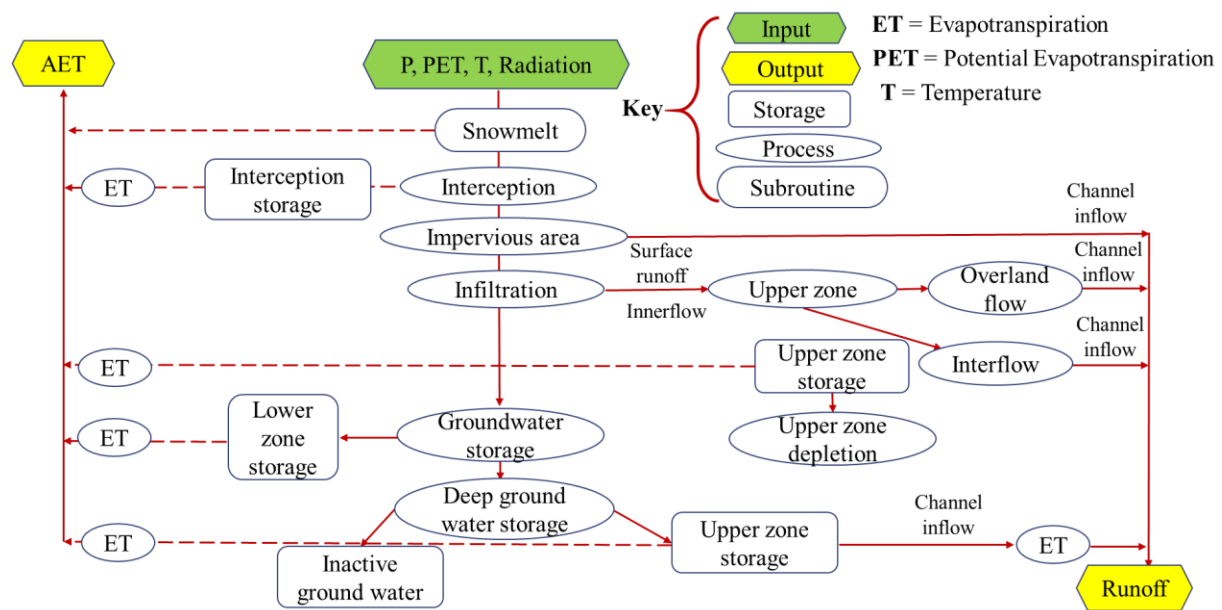 AET
P, PET, T, Radiation
Key
Input
Output
Storage
Process
Subroutine
ET = Evapotranspiration
PET = Potential Evapotranspiration
T = Temperature
Snowmelt
ET
Interception
storage
Interception
Impervious area
Channel
inflow
Infiltration
Surface
runoff
Innerflow
Upper zone
Overland
flow
Channel
inflow
ET
Upper zone
storage
Interflow
Channel
inflow
ET
Lower
zone
storage
Groundwater
storage
Upper zone
depletion
Deep ground
water storage
ET
Inactive
ground water
Upper zone
storage
Channel
inflow
ET
Runoff